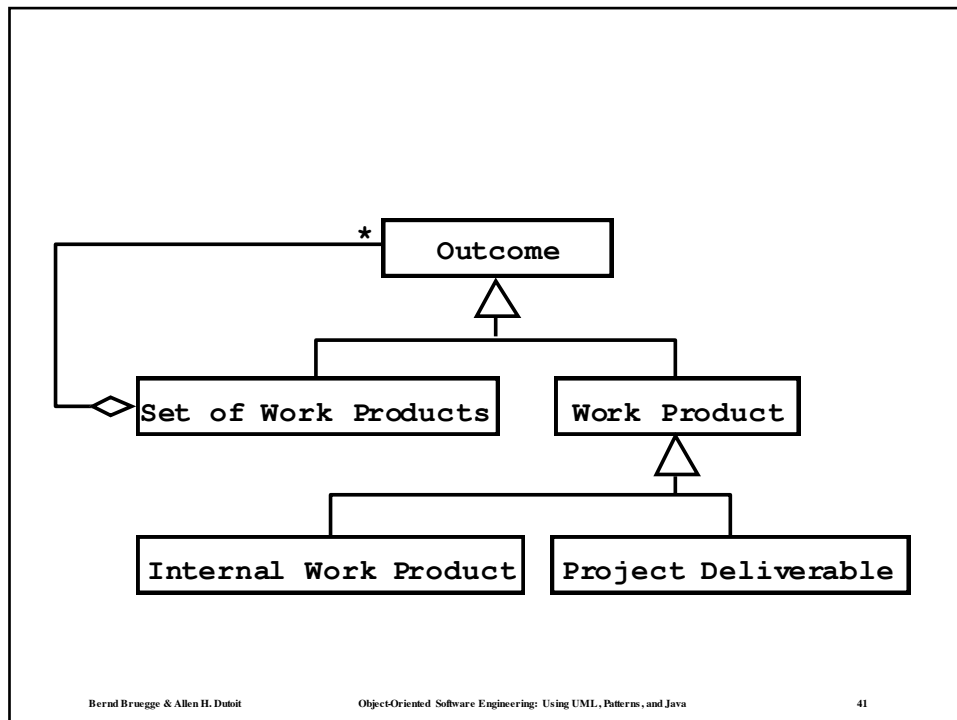 *
Outcome
Set of Work Products
Work Product
Internal Work Product
Project Deliverable
Bernd Bruegge & Allen H. Dutoit Object-Oriented Software Engineering: Using UML, Patterns, and Java 41